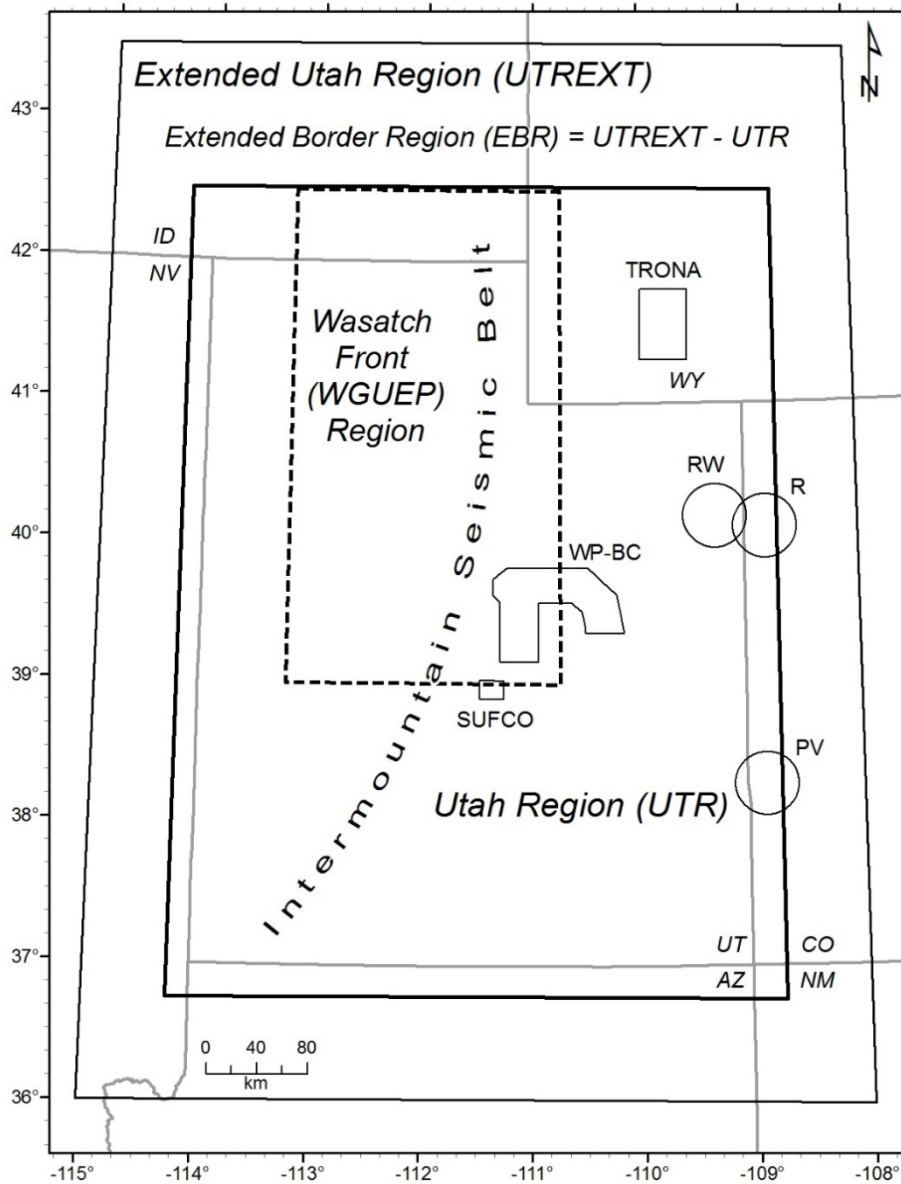 Extended Utah Region (UTREXT)
N
43°
Extended Border Region (EBR) = UTREXT - UTR
ID
42°
NV
TRONA
Wasatch
Front
(WGUEP)
Region
Intermountain Seismic Belt
41°
WY
RW
R
40°
WP-BC
39°
SUFCO
PV
38°
Utah Region (UTR)
UT
CO
37°
AZ
NM
0 40 80
km
36°
-115° -114° -113° -112° -111° -110° -109° -108°